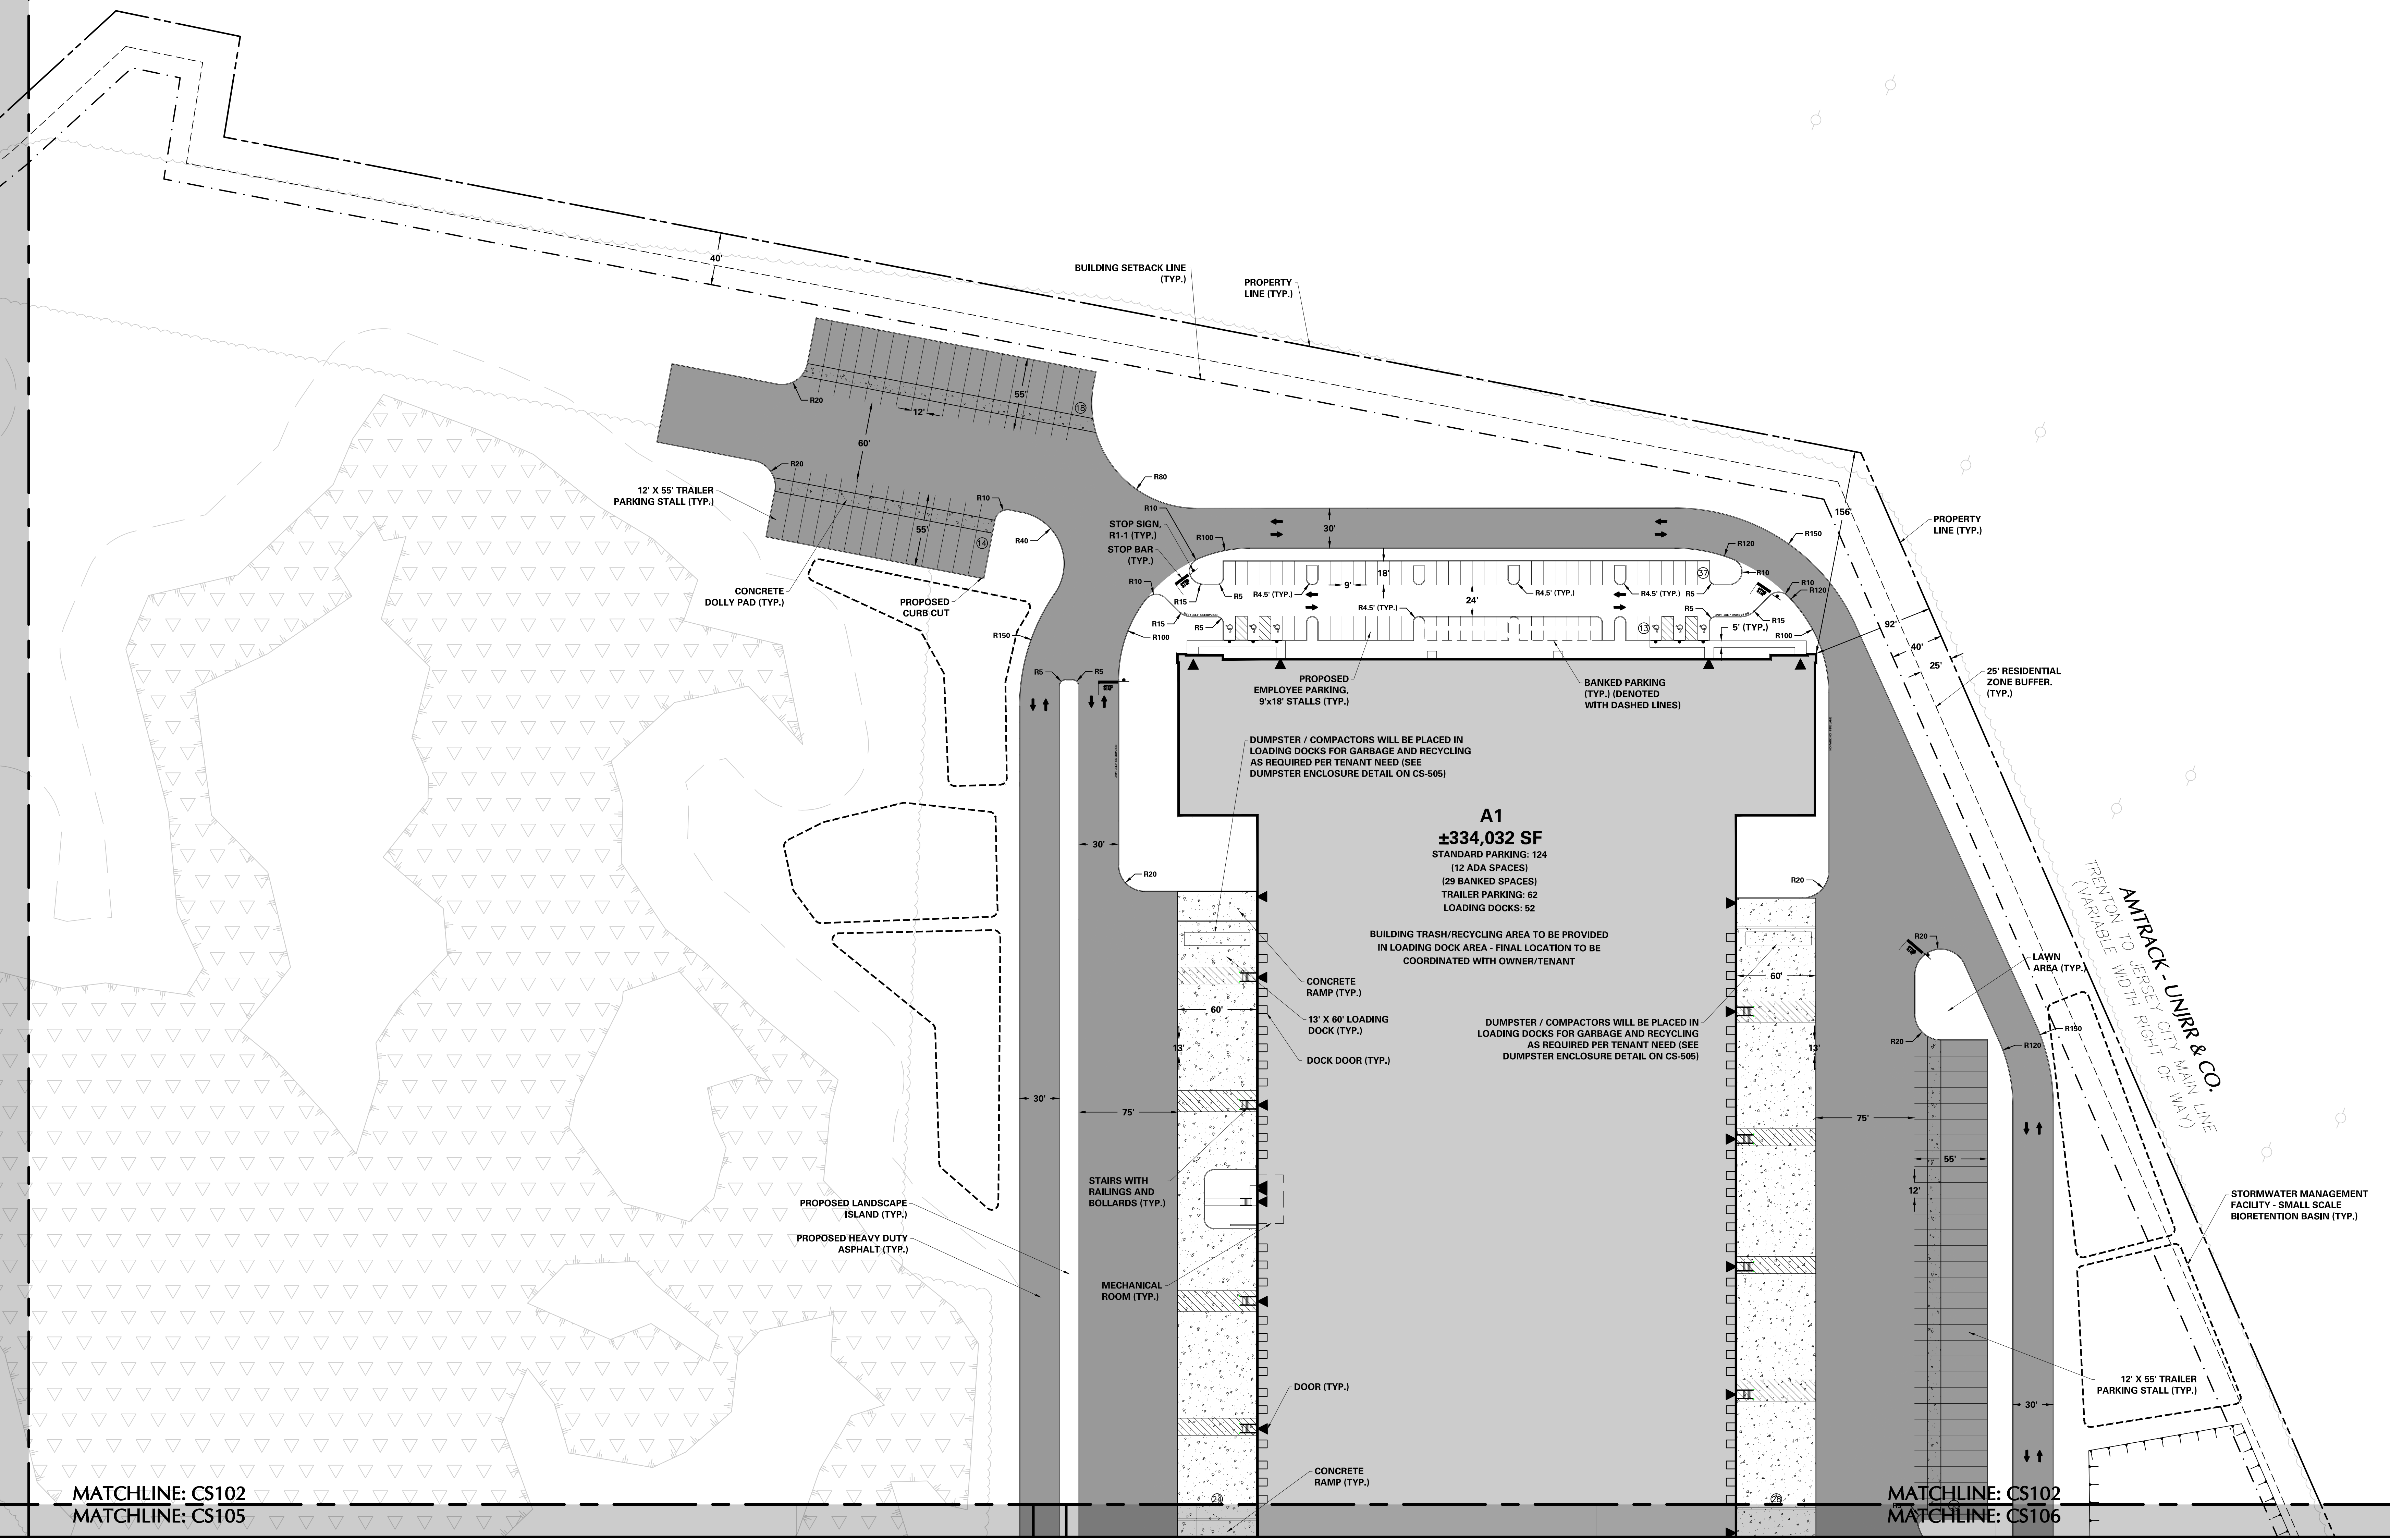 40'
BUILDING SETBACK LINE
(TYP.)
PROPERTY
LINE (TYP.)
55'
18
12'
R20
60'
R20
12' X 55' TRAILER
PARKING STALL (TYP.)
R80
R10
55'
14
R40
CONCRETE
DOLLY PAD (TYP.)
PROPOSED
CURB CUT
R10
STOP SIGN,
R1-1 (TYP.)
STOP BAR
(TYP.)
R100
30'
R120
R150
156'
PROPERTY
LINE (TYP.)
R10
R15
R5
R4.5' (TYP.)
9'
18'
R4.5' (TYP.)
R4.5' (TYP.)
R5
37
R10
R10
R120
R15
R5
R100
R4.5' (TYP.)
24'
13
R5
5' (TYP.)
R15
R100
92'
40'
25'
25' RESIDENTIAL
ZONE BUFFER.
(TYP.)
R150
R5
R5
PROPOSED
EMPLOYEE PARKING,
9'x18' STALLS (TYP.)
BANKED PARKING
(TYP.) (DENOTED
WITH DASHED LINES)
DUMPSTER / COMPACTORS WILL BE PLACED IN
LOADING DOCKS FOR GARBAGE AND RECYCLING
AS REQUIRED PER TENANT NEED (SEE
DUMPSTER ENCLOSURE DETAIL ON CS-505)
A1
±334,032 SF
STANDARD PARKING: 124
(12 ADA SPACES)
(29 BANKED SPACES)
TRAILER PARKING: 62
LOADING DOCKS: 52
BUILDING TRASH/RECYCLING AREA TO BE PROVIDED
IN LOADING DOCK AREA - FINAL LOCATION TO BE
COORDINATED WITH OWNER/TENANT
30'
R20
R20
CONCRETE
RAMP (TYP.)
13' X 60' LOADING
DOCK (TYP.)
DOCK DOOR (TYP.)
60'
13'
DUMPSTER / COMPACTORS WILL BE PLACED IN
LOADING DOCKS FOR GARBAGE AND RECYCLING
AS REQUIRED PER TENANT NEED (SEE
DUMPSTER ENCLOSURE DETAIL ON CS-505)
60'
13'
R20
LAWN
AREA (TYP.)
R20
R150
R120
AMTRACK - UNJRR & CO.
TRENTON TO JERSEY CITY MAIN LINE
(VARIABLE WIDTH RIGHT OF WAY)
30'
75'
75'
55'
12'
STAIRS WITH
RAILINGS AND
BOLLARDS (TYP.)
PROPOSED LANDSCAPE
ISLAND (TYP.)
PROPOSED HEAVY DUTY
ASPHALT (TYP.)
MECHANICAL
ROOM (TYP.)
STORMWATER MANAGEMENT
FACILITY - SMALL SCALE
BIORETENTION BASIN (TYP.)
DOOR (TYP.)
12' X 55' TRAILER
PARKING STALL (TYP.)
30'
CONCRETE
RAMP (TYP.)
24
28
MATCHLINE: CS102
MATCHLINE: CS105
MATCHLINE: CS102
MATCHLINE: CS106